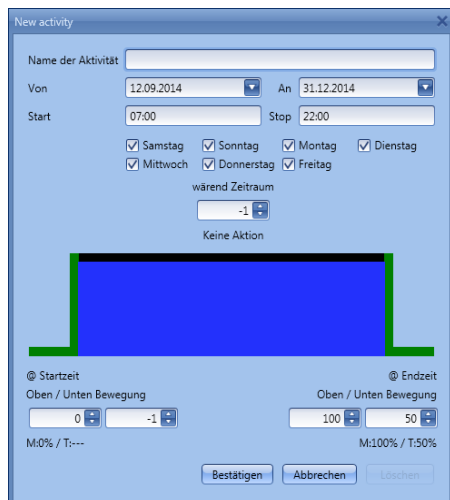 New activity
Name der Aktivität
Von 12.09.2014 An 31.12.2014
Start 07:00 Stop 22:00
Samstag Sonntag Montag Dienstag
Mittwoch Donnerstag Freitag
wärend Zeitraum
-1
Keine Aktion
@ Startzeit @ Endzeit
Oben / Unten Bewegung Oben / Unten Bewegung
0 -1 100 50
M:0% / T:--- M:100% / T:50%
Bestätigen Abbrechen Löschen